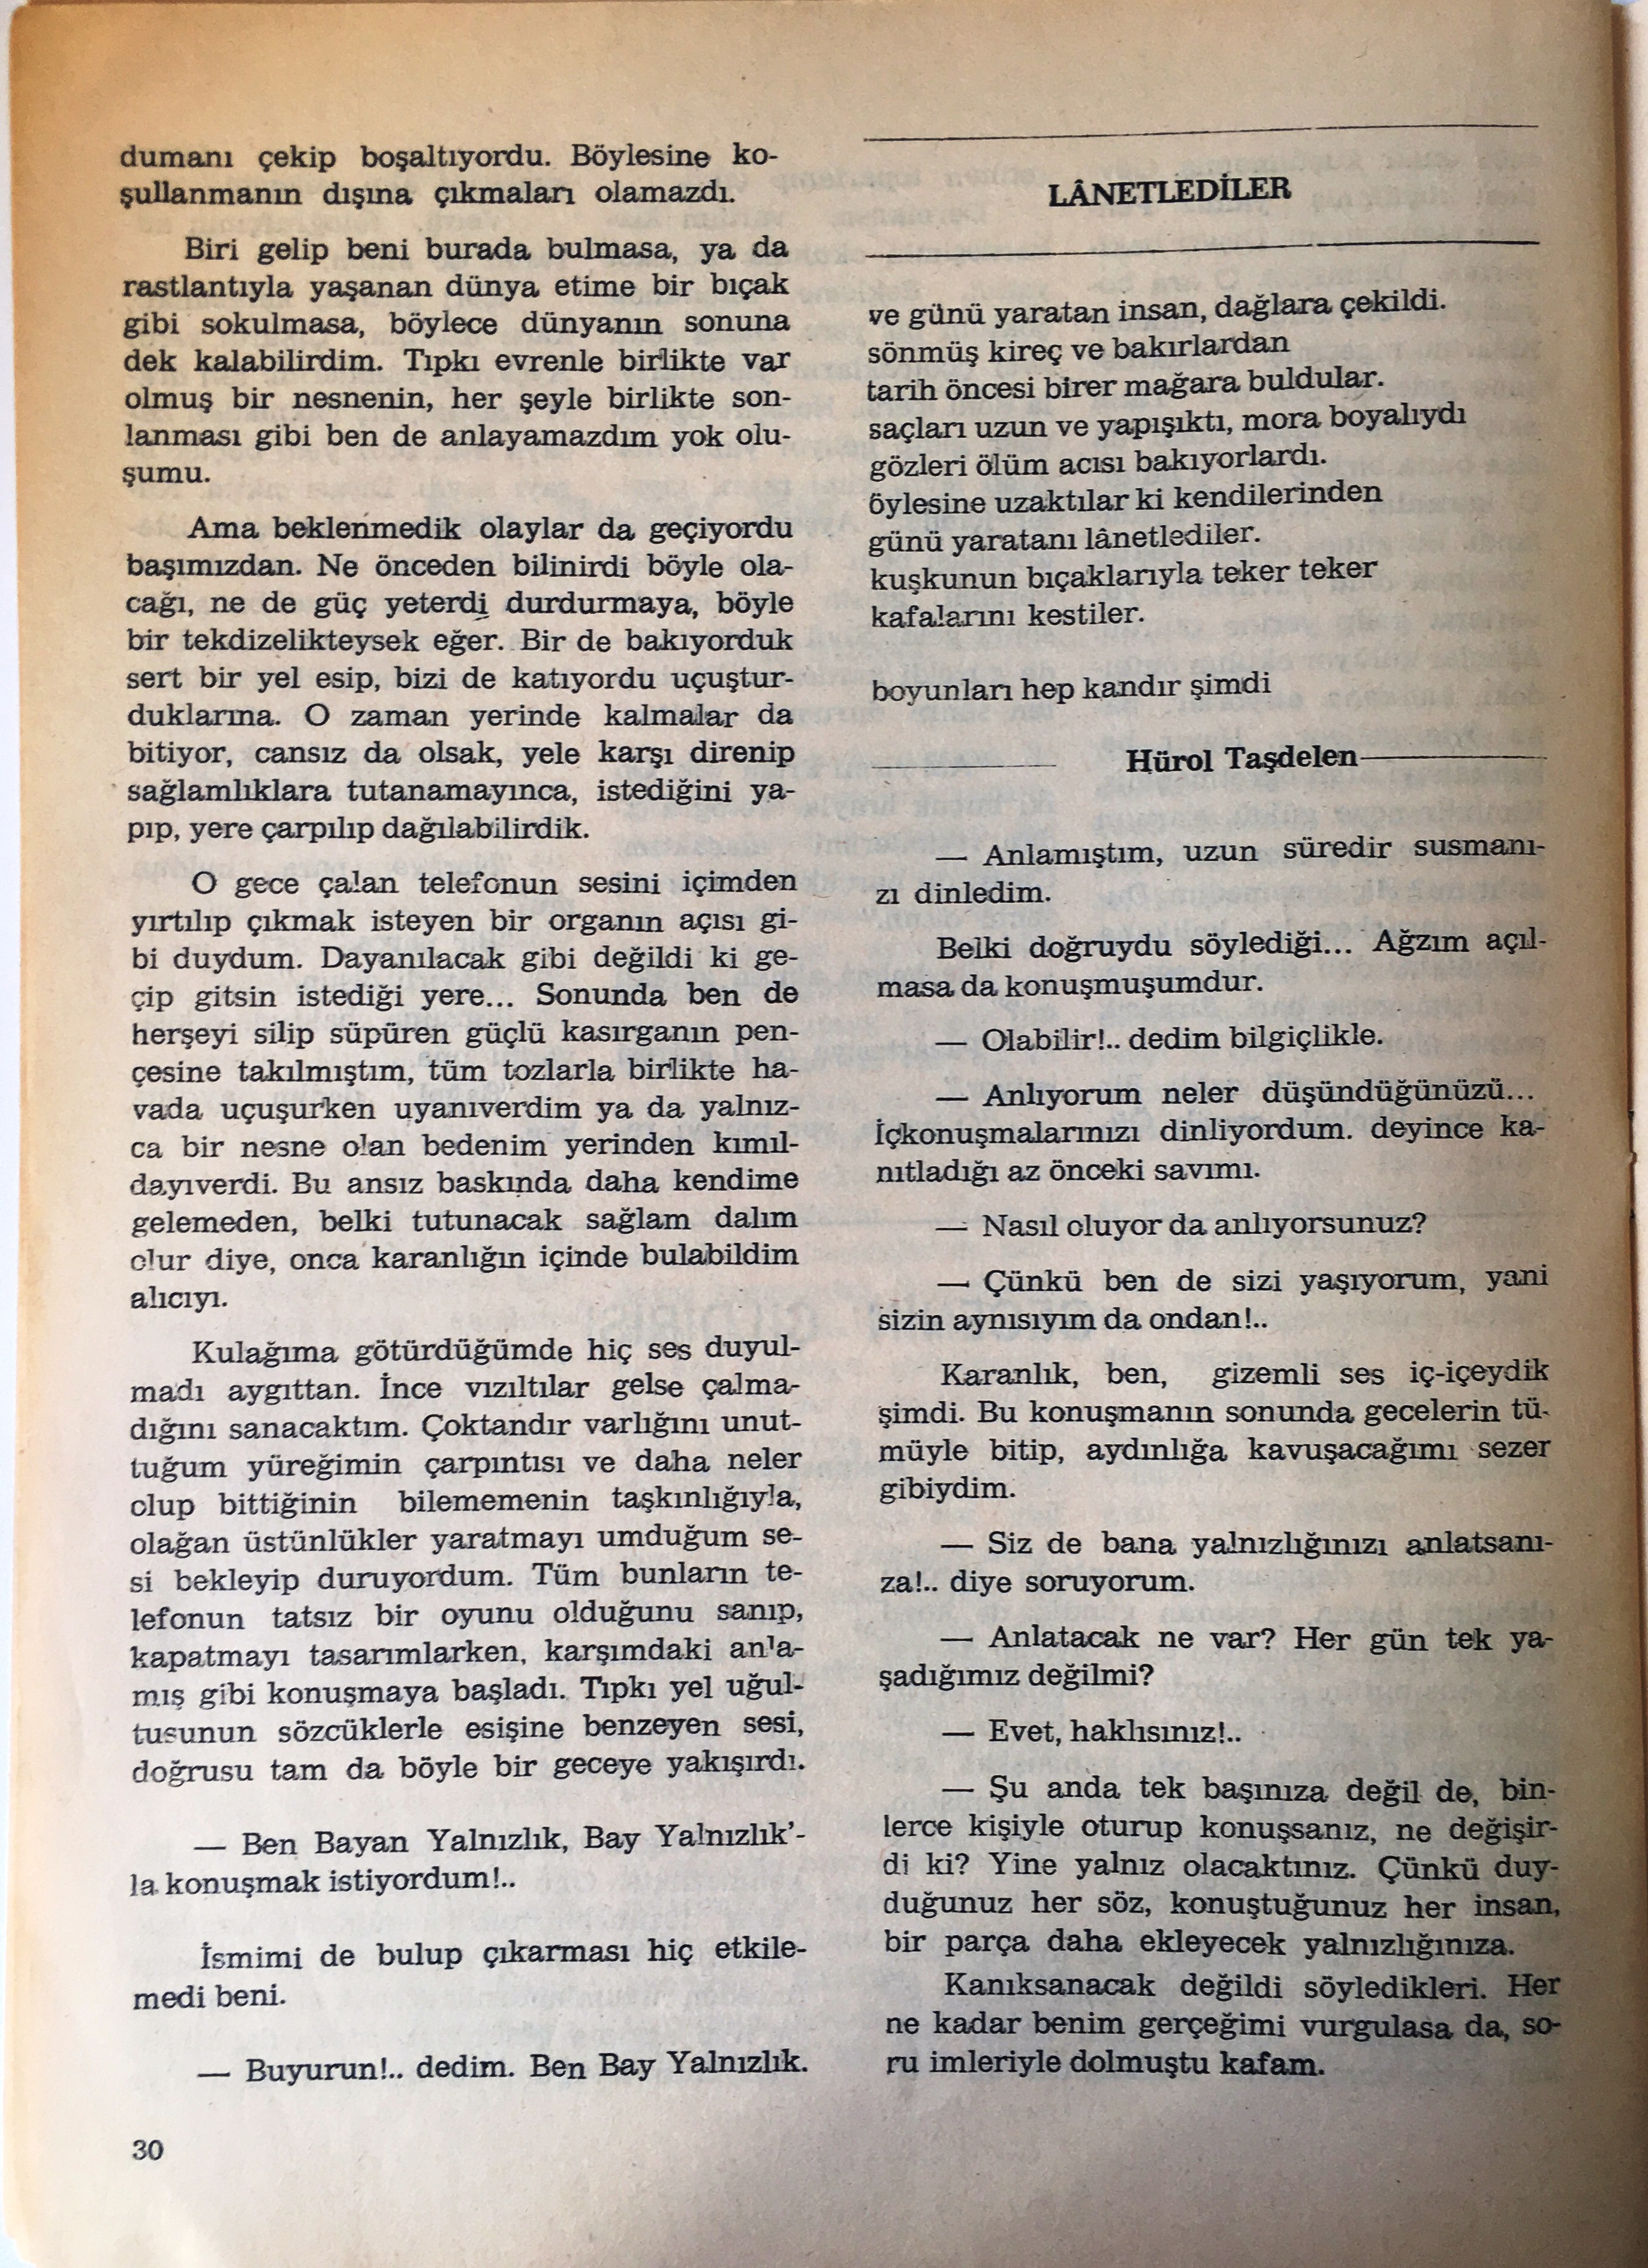 dumanı çekip boşaltıyordu. Böylesine ko-
şullanmanın dışına çıkmaları olamazdı.
Biri gelip beni burada bulmasa, ya da
rastlantıyla yaşanan dünya etime bir bıçak
gibi sokulmasa, böylece dünyanın sonuna
dek kalabilirdim. Tıpkı evrenle birlikte var
olmuş bir nesnenin, her şeyle birlikte son-
lanması gibi ben de anlayamazdım yok olu-
şumu.
Ama beklenmedik olaylar da geçiyordu
başımızdan. Ne önceden bilinirdi böyle ola-
cağı, ne de güç yeterdi durdurmaya, böyle
bir tekdizelikteysek eğer. Bir de bakıyorduk
sert bir yel esip, bizi de katıyordu uçuştur-
duklarına. O zaman yerinde kalmalar da
bitiyor, cansız da olsak, yele karşı direnip
sağlamlıklara tutanamayınca, istediğini ya-
pıp, yere çarpılıp dağılabilirdik.
O gece çalan telefonun sesini içimden
yırtılıp çıkmak isteyen bir organın açısı gi-
bi duydum. Dayanılacak gibi değildi ki ge-
çip gitsin istediği yere... Sonunda ben de
herşeyi silip süpüren güçlü kasırganın pen-
çesine takılmıştım, tüm tozlarla birlikte ha-
vada uçuşurken uyanıverdim ya da yalnız-
ca bir nesne olan bedenim yerinden kımıl-
dayıverdi. Bu ansız baskında daha kendime
gelemeden, belki tutunacak sağlam dalım
olur diye, onca karanlığın içinde bulabildim
alıcıyı.
Kulağıma götürdüğümde hiç ses duyul-
madı aygıttan. İnce vızıltılar gelse çalma-
dığını sanacaktım. Çoktandır varlığını unut-
tuğum yüreğimin çarpıntısı ve daha neler
olup bittiğinin bilememenin taşkınlığıyla,
olağan üstünlükler yaratmayı umduğum se-
si bekleyip duruyordum. Tüm bunların te-
lefonun tatsız bir oyunu olduğunu sanıp,
kapatmayı tasarımlarken, karşımdaki anla-
mış gibi konuşmaya başladı. Tıpkı yel uğul-
tusunun sözcüklerle esişine benzeyen sesi,
doğrusu tam da böyle bir geceye yakışırdı.
— Ben Bayan Yalnızlık, Bay Yalnızlık'-
la konuşmak istiyordum!..
İsmimi de bulup çıkarması hiç etkile-
medi beni.
— Buyurun!.. dedim. Ben Bay Yalnızlık.
30
LÂNETLEDİLER
ve günü yaratan insan, dağlara çekildi.
sönmüş kireç ve bakırlardan
tarih öncesi birer mağara buldular.
saçları uzun ve yapışıktı, mora boyalıydı
gözleri ölüm acısı bakıyorlardı.
öylesine uzaktılar ki kendilerinden
günü yaratanı lânetlediler.
kuşkunun bıçaklarıyla teker teker
kafalarını kestiler.
boyunları hep kandır şimdi
Hürol Taşdelen
— Anlamıştım, uzun süredir susmanı-
zı dinledim.
Belki doğruydu söylediği... Ağzım açıl-
masa da konuşmuşumdur.
— Olabilir!.. dedim bilgiçlikle.
— Anlıyorum neler düşündüğünüzü...
İçkonuşmalarınızı dinliyordum. deyince ka-
nıtladığı az önceki savımı.
— Nasıl oluyor da anlıyorsunuz?
— Çünkü ben de sizi yaşıyorum, yani
sizin aynısıyım da ondan!..
Karanlık, ben, gizemli ses iç-içeydik
şimdi. Bu konuşmanın sonunda gecelerin tü-
müyle bitip, aydınlığa kavuşacağımı sezer
gibiydim.
— Siz de bana yalnızlığınızı anlatsanı-
za!.. diye soruyorum.
— Anlatacak ne var? Her gün tek ya-
şadığımız değilmi?
— Evet, haklısınız!..
— Şu anda tek başınıza değil de, bin-
lerce kişiyle oturup konuşsanız, ne değişir-
di ki? Yine yalnız olacaktınız. Çünkü duy-
duğunuz her söz, konuştuğunuz her insan,
bir parça daha ekleyecek yalnızlığınıza.
Kanıksanacak değildi söyledikleri. Her
ne kadar benim gerçeğimi vurgulasa da, so-
ru imleriyle dolmuştu kafam.